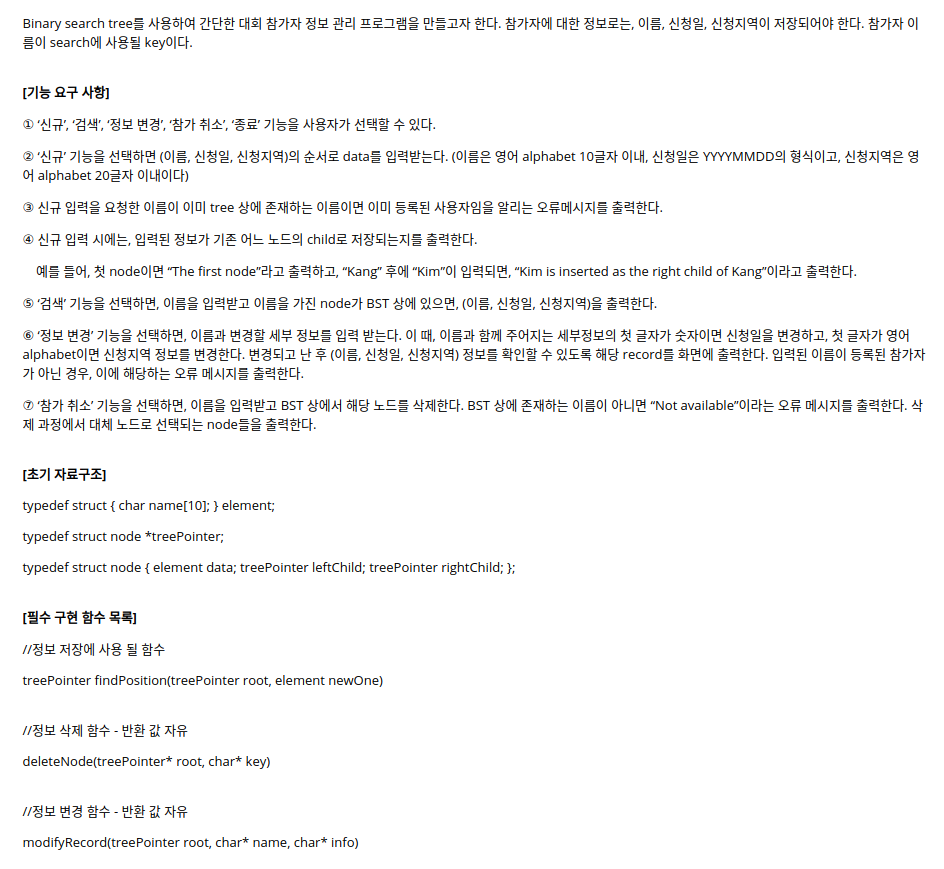 Binary search tree를 사용하여 간단한 대회 참가자 정보 관리 프로그램을 만들고자 한다. 참가자에 대한 정보로는, 이름, 신청일, 신청지역이 저장되어야 한다. 참가자 이
름이 search에 사용될 key이다.
[기능 요구 사항]
① ‘신규’, ‘검색’, ‘정보 변경’, ‘참가 취소’, ‘종료’ 기능을 사용자가 선택할 수 있다.
② ‘신규’ 기능을 선택하면 (이름, 신청일, 신청지역)의 순서로 data를 입력받는다. (이름은 영어 alphabet 10글자 이내, 신청일은 YYYYMMDD의 형식이고, 신청지역은 영
어 alphabet 20글자 이내이다)
③ 신규 입력을 요청한 이름이 이미 tree 상에 존재하는 이름이면 이미 등록된 사용자임을 알리는 오류메시지를 출력한다.
④ 신규 입력 시에는, 입력된 정보가 기존 어느 노드의 child로 저장되는지를 출력한다.
예를 들어, 첫 node이면 “The first node”라고 출력하고, “Kang” 후에 “Kim”이 입력되면, “Kim is inserted as the right child of Kang”이라고 출력한다.
⑤ ‘검색’ 기능을 선택하면, 이름을 입력받고 이름을 가진 node가 BST 상에 있으면, (이름, 신청일, 신청지역)을 출력한다.
⑥ ‘정보 변경’ 기능을 선택하면, 이름과 변경할 세부 정보를 입력 받는다. 이 때, 이름과 함께 주어지는 세부정보의 첫 글자가 숫자이면 신청일을 변경하고, 첫 글자가 영어
alphabet이면 신청지역 정보를 변경한다. 변경되고 난 후 (이름, 신청일, 신청지역) 정보를 확인할 수 있도록 해당 record를 화면에 출력한다. 입력된 이름이 등록된 참가자
가 아닌 경우, 이에 해당하는 오류 메시지를 출력한다.
⑦ ‘참가 취소’ 기능을 선택하면, 이름을 입력받고 BST 상에서 해당 노드를 삭제한다. BST 상에 존재하는 이름이 아니면 “Not available”이라는 오류 메시지를 출력한다. 삭
제 과정에서 대체 노드로 선택되는 node들을 출력한다.
[초기 자료구조]
typedef struct { char name[10]; } element;
typedef struct node *treePointer;
typedef struct node { element data; treePointer leftChild; treePointer rightChild; };
[필수 구현 함수 목록]
//정보 저장에 사용 될 함수
treePointer findPosition(treePointer root, element newOne)
//정보 삭제 함수 - 반환 값 자유
deleteNode(treePointer* root, char* key)
//정보 변경 함수 - 반환 값 자유
modifyRecord(treePointer root, char* name, char* info)